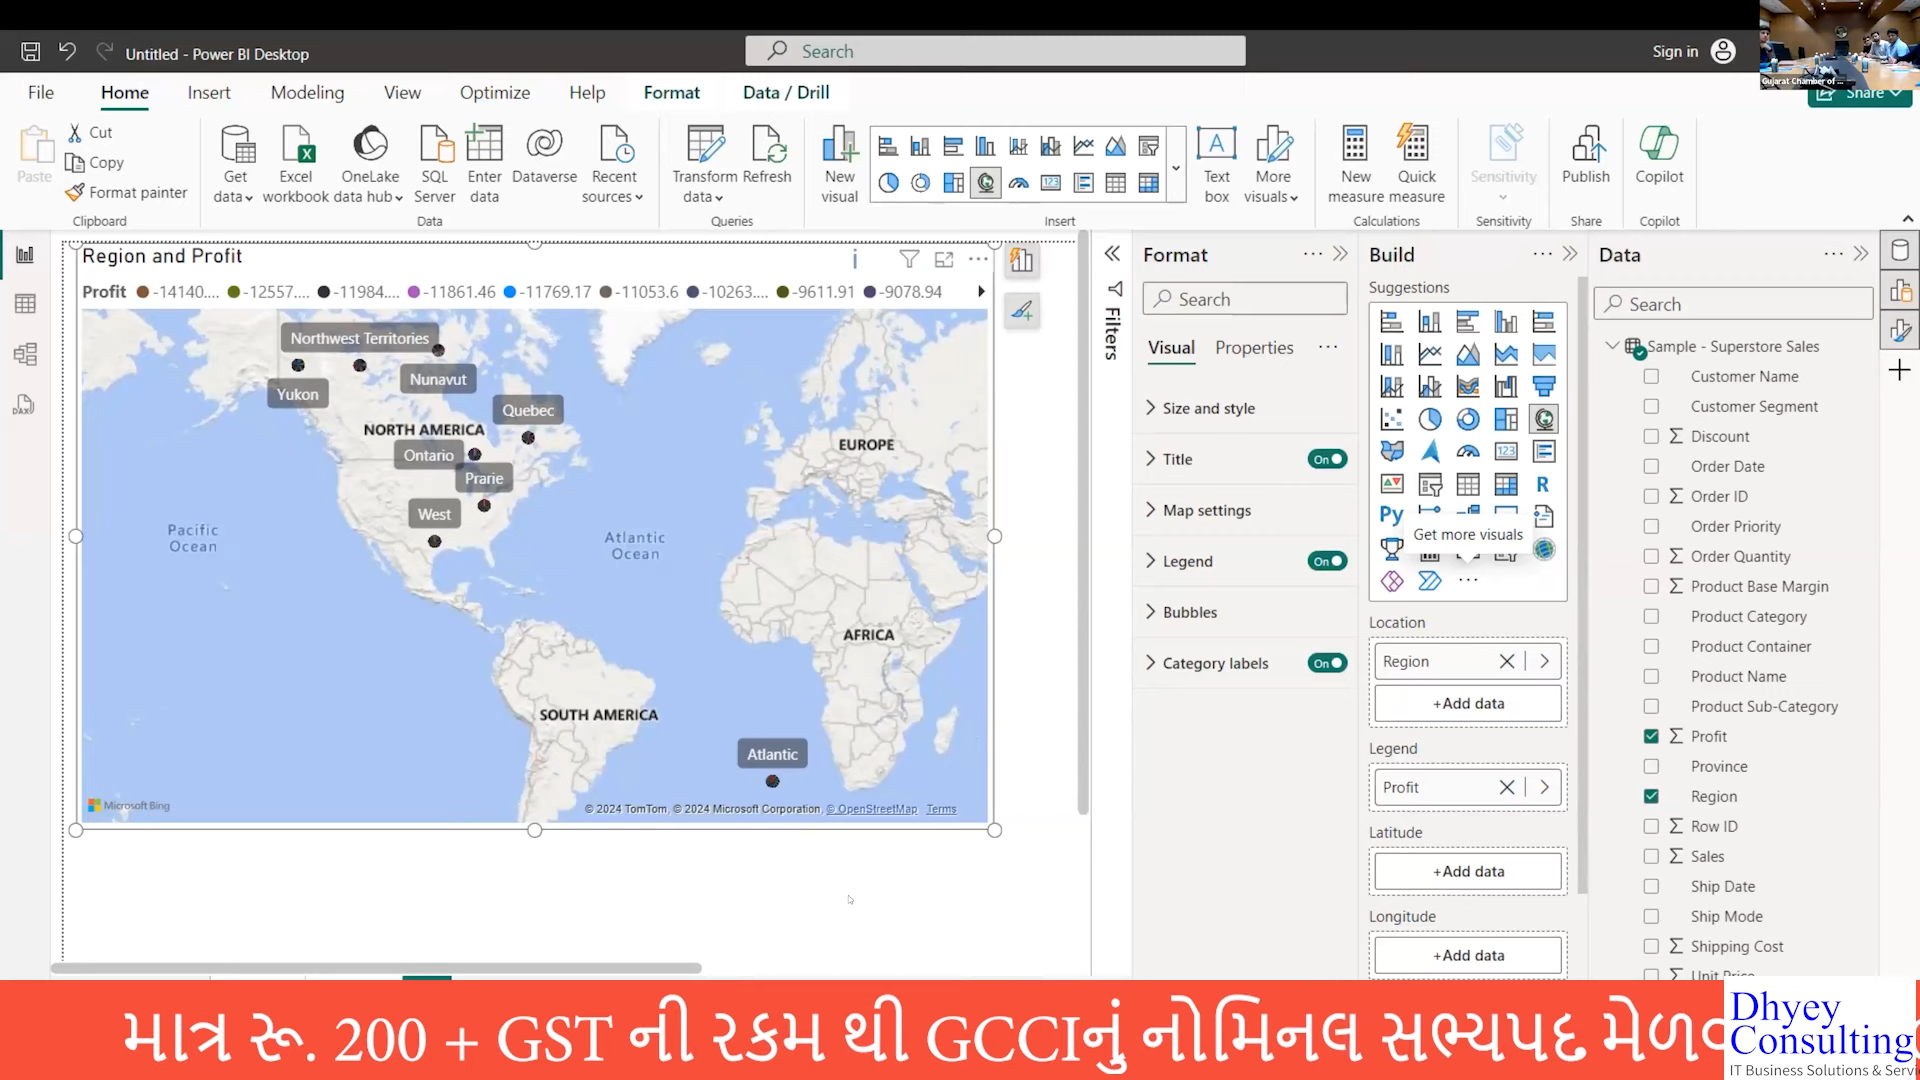 Untitled - Power BI Desktop
Search
Sign in
Gujarat Chamber of ...
File
Home
Insert
Modeling
View
Optimize
Help
Format
Data / Drill
Share
Paste
Cut
Copy
Format painter
Clipboard
Get data
Excel workbook
OneLake data hub
SQL Server
Enter data
Dataverse
Recent sources
Data
Transform data
Refresh
Queries
New visual
Text box
More visuals
Insert
New measure
Quick measure
Calculations
Sensitivity
Sensitivity
Publish
Share
Copilot
Copilot
Region and Profit
Profit -14140.... -12557.... -11984.... -11861.46 -11769.17 -11053.6 -10263.... -9611.91 -9078.94
Northwest Territories
Yukon
Nunavut
Quebec
NORTH AMERICA
Ontario
Prarie
West
EUROPE
Pacific Ocean
Atlantic Ocean
AFRICA
SOUTH AMERICA
Atlantic
Microsoft Bing
© 2024 TomTom, © 2024 Microsoft Corporation, © OpenStreetMap Terms
Filters
Format
Search
Visual
Properties
Size and style
Title On
Map settings
Legend On
Bubbles
Category labels On
Build
Suggestions
R
Py
123
Get more visuals
Location
Region
+Add data
Legend
Profit
Latitude
+Add data
Longitude
+Add data
Data
Search
Sample - Superstore Sales
Customer Name
Customer Segment
Discount
Order Date
Order ID
Order Priority
Order Quantity
Product Base Margin
Product Category
Product Container
Product Name
Product Sub-Category
Profit
Province
Region
Row ID
Sales
Ship Date
Ship Mode
Shipping Cost
Unit Price
માત્ર રૂ. 200 + GST ની રકમ થી GCCIનું નોમિનલ સભ્યપદ
Dhyey
Consulting
IT Business Solutions &